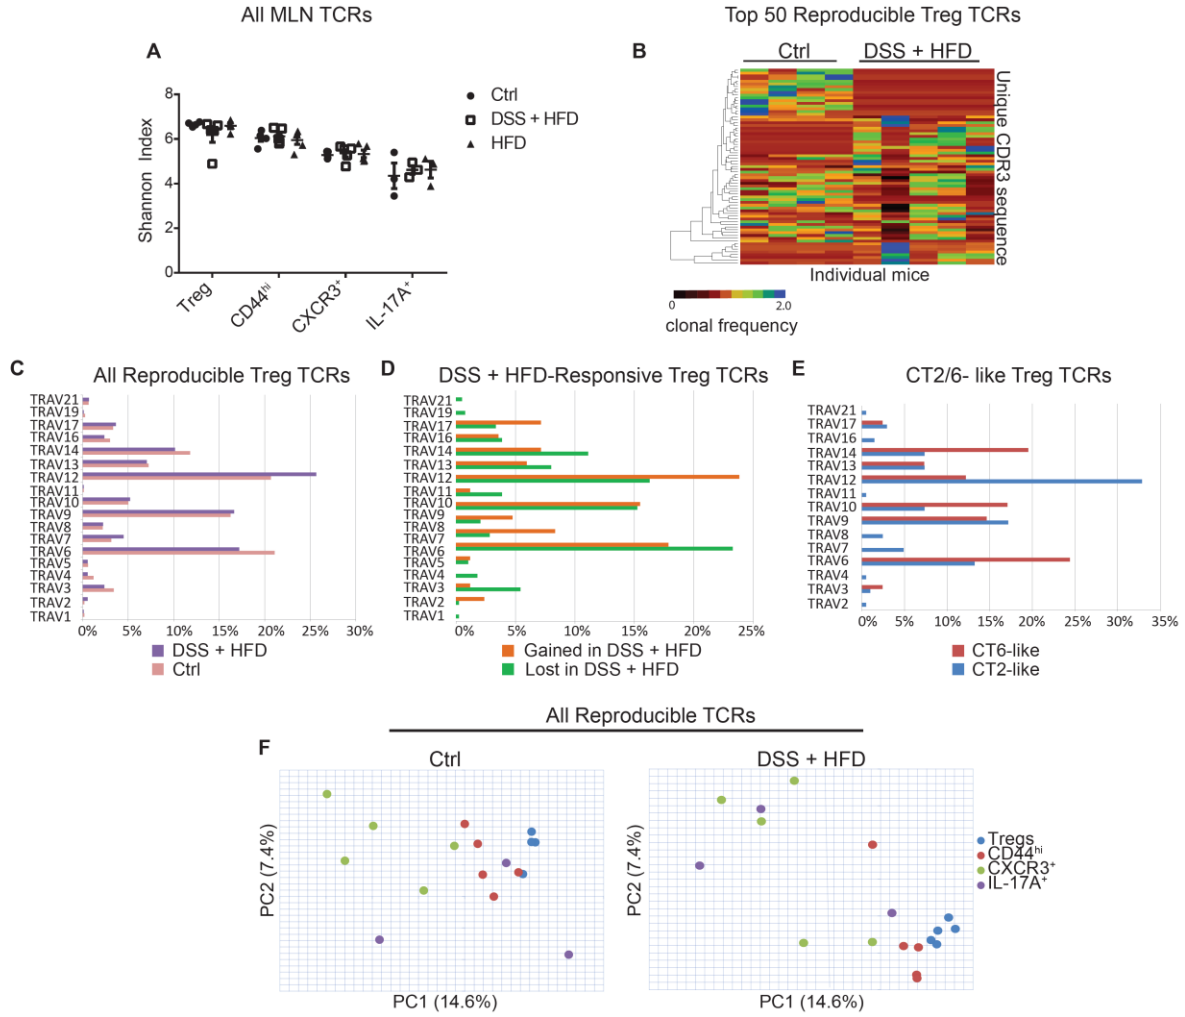 All MLN TCRs
Top 50 Reproducible Treg TCRs
A
8
6
4
2
0
Shannon Index
Treg
CD44hi
CXCR3+
IL-17A+
Ctrl
DSS + HFD
HFD
B
Ctrl
DSS + HFD
Unique CDR3 sequence
Individual mice
0
2.0
clonal frequency
C
All Reproducible Treg TCRs
TRAV21
TRAV19
TRAV17
TRAV16
TRAV14
TRAV13
TRAV12
TRAV11
TRAV10
TRAV9
TRAV8
TRAV7
TRAV6
TRAV5
TRAV4
TRAV3
TRAV2
TRAV1
0% 5% 10% 15% 20% 25% 30%
DSS + HFD
Ctrl
D
DSS + HFD-Responsive Treg TCRs
TRAV21
TRAV19
TRAV17
TRAV16
TRAV14
TRAV13
TRAV12
TRAV11
TRAV10
TRAV9
TRAV8
TRAV7
TRAV6
TRAV5
TRAV4
TRAV3
TRAV2
TRAV1
0% 5% 10% 15% 20% 25%
Gained in DSS + HFD
Lost in DSS + HFD
E
CT2/6- like Treg TCRs
TRAV21
TRAV17
TRAV16
TRAV14
TRAV13
TRAV12
TRAV11
TRAV10
TRAV9
TRAV8
TRAV7
TRAV6
TRAV4
TRAV3
TRAV2
0% 5% 10% 15% 20% 25% 30% 35%
CT6-like
CT2-like
All Reproducible TCRs
F
Ctrl
PC2 (7.4%)
PC1 (14.6%)
DSS + HFD
PC2 (7.4%)
PC1 (14.6%)
Tregs
CD44hi
CXCR3+
IL-17A+